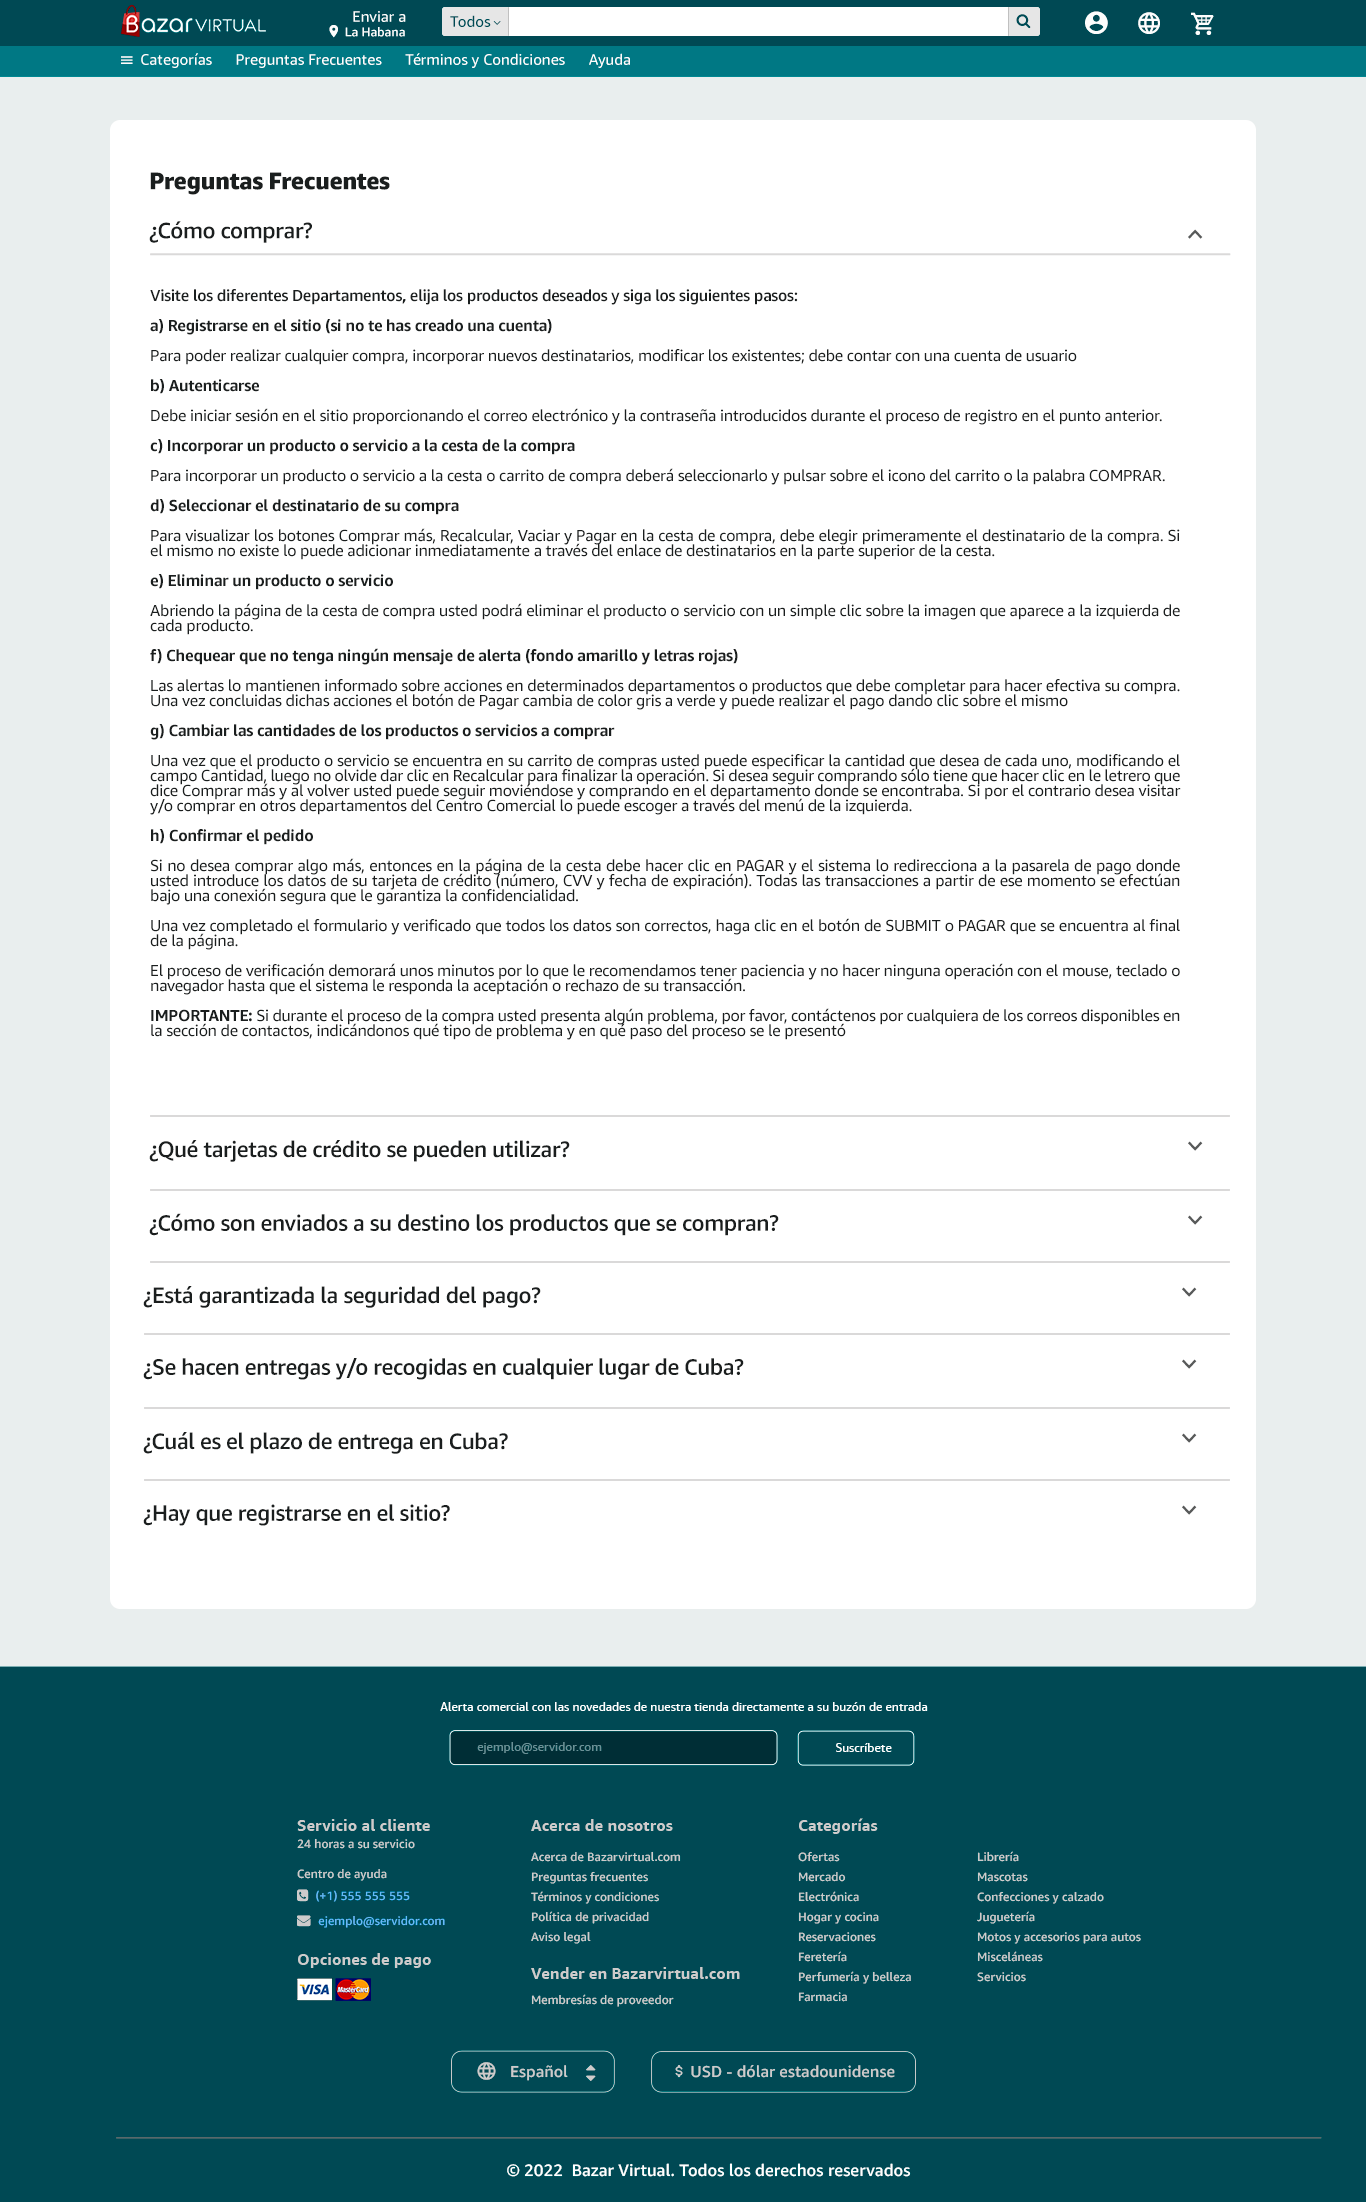 Bazar VIRTUAL
Enviar a
La Habana
Todos
Categorías Preguntas Frecuentes Términos y Condiciones Ayuda
Preguntas Frecuentes
¿Cómo comprar?
Visite los diferentes Departamentos, elija los productos deseados y siga los siguientes pasos:
a) Registrarse en el sitio (si no te has creado una cuenta)
Para poder realizar cualquier compra, incorporar nuevos destinatarios, modificar los existentes; debe contar con una cuenta de usuario
b) Autenticarse
Debe iniciar sesión en el sitio proporcionando el correo electrónico y la contraseña introducidos durante el proceso de registro en el punto anterior.
c) Incorporar un producto o servicio a la cesta de la compra
Para incorporar un producto o servicio a la cesta o carrito de compra deberá seleccionarlo y pulsar sobre el icono del carrito o la palabra COMPRAR.
d) Seleccionar el destinatario de su compra
Para visualizar los botones Comprar más, Recalcular, Vaciar y Pagar en la cesta de compra, debe elegir primeramente el destinatario de la compra. Si
el mismo no existe lo puede adicionar inmediatamente a través del enlace de destinatarios en la parte superior de la cesta.
e) Eliminar un producto o servicio
Abriendo la página de la cesta de compra usted podrá eliminar el producto o servicio con un simple clic sobre la imagen que aparece a la izquierda de
cada producto.
f) Chequear que no tenga ningún mensaje de alerta (fondo amarillo y letras rojas)
Las alertas lo mantienen informado sobre acciones en determinados departamentos o productos que debe completar para hacer efectiva su compra.
Una vez concluidas dichas acciones el botón de Pagar cambia de color gris a verde y puede realizar el pago dando clic sobre el mismo
g) Cambiar las cantidades de los productos o servicios a comprar
Una vez que el producto o servicio se encuentra en su carrito de compras usted puede especificar la cantidad que desea de cada uno, modificando el
campo Cantidad, luego no olvide dar clic en Recalcular para finalizar la operación. Si desea seguir comprando sólo tiene que hacer clic en le letrero que
dice Comprar más y al volver usted puede seguir moviéndose y comprando en el departamento donde se encontraba. Si por el contrario desea visitar
y/o comprar en otros departamentos del Centro Comercial lo puede escoger a través del menú de la izquierda.
h) Confirmar el pedido
Si no desea comprar algo más, entonces en la página de la cesta debe hacer clic en PAGAR y el sistema lo redirecciona a la pasarela de pago donde
usted introduce los datos de su tarjeta de crédito (número, CVV y fecha de expiración). Todas las transacciones a partir de ese momento se efectúan
bajo una conexión segura que le garantiza la confidencialidad.
Una vez completado el formulario y verificado que todos los datos son correctos, haga clic en el botón de SUBMIT o PAGAR que se encuentra al final
de la página.
El proceso de verificación demorará unos minutos por lo que le recomendamos tener paciencia y no hacer ninguna operación con el mouse, teclado o
navegador hasta que el sistema le responda la aceptación o rechazo de su transacción.
IMPORTANTE: Si durante el proceso de la compra usted presenta algún problema, por favor, contáctenos por cualquiera de los correos disponibles en
la sección de contactos, indicándonos qué tipo de problema y en qué paso del proceso se le presentó
¿Qué tarjetas de crédito se pueden utilizar?
¿Cómo son enviados a su destino los productos que se compran?
¿Está garantizada la seguridad del pago?
¿Se hacen entregas y/o recogidas en cualquier lugar de Cuba?
¿Cuál es el plazo de entrega en Cuba?
¿Hay que registrarse en el sitio?
Alerta comercial con las novedades de nuestra tienda directamente a su buzón de entrada
ejemplo@servidor.com Suscríbete
Servicio al cliente
24 horas a su servicio
Centro de ayuda
(+1) 555 555 555
ejemplo@servidor.com
Opciones de pago
VISA MasterCard
Acerca de nosotros
Acerca de Bazarvirtual.com
Preguntas frecuentes
Términos y condiciones
Política de privacidad
Aviso legal
Vender en Bazarvirtual.com
Membresías de proveedor
Categorías
Ofertas
Mercado
Electrónica
Hogar y cocina
Reservaciones
Feretería
Perfumería y belleza
Farmacia
Librería
Mascotas
Confecciones y calzado
Juguetería
Motos y accesorios para autos
Misceláneas
Servicios
Español
$ USD - dólar estadounidense
© 2022 Bazar Virtual. Todos los derechos reservados